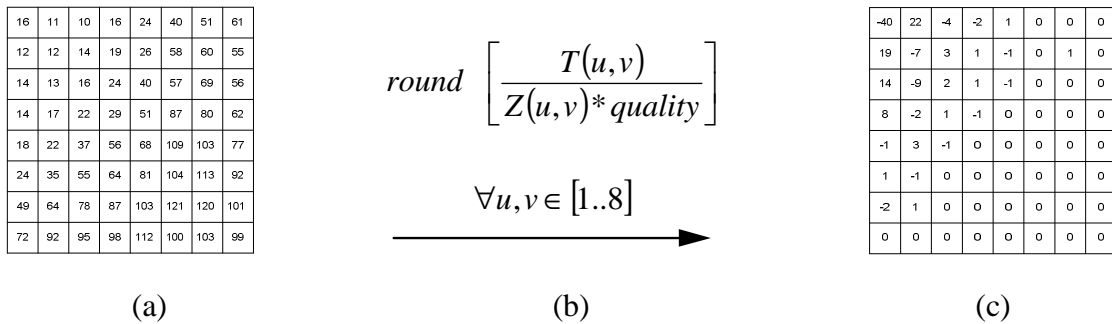 16 11 10 16 24 40 51 61
12 12 14 19 26 58 60 55
14 13 16 24 40 57 69 56
14 17 22 29 51 87 80 62
18 22 37 56 68 109 103 77
24 35 55 64 81 104 113 92
49 64 78 87 103 121 120 101
72 92 95 98 112 100 103 99
(a)
round [T(u,v) / Z(u,v)* quality]
∀u,v ∈ [1..8]
(b)
-40 22 -4 -2 1 0 0 0
19 -7 3 1 -1 0 1 0
14 -9 2 1 -1 0 0 0
8 -2 1 -1 0 0 0 0
-1 3 -1 0 0 0 0 0
1 -1 0 0 0 0 0 0
-2 1 0 0 0 0 0 0
0 0 0 0 0 0 0 0
(c)